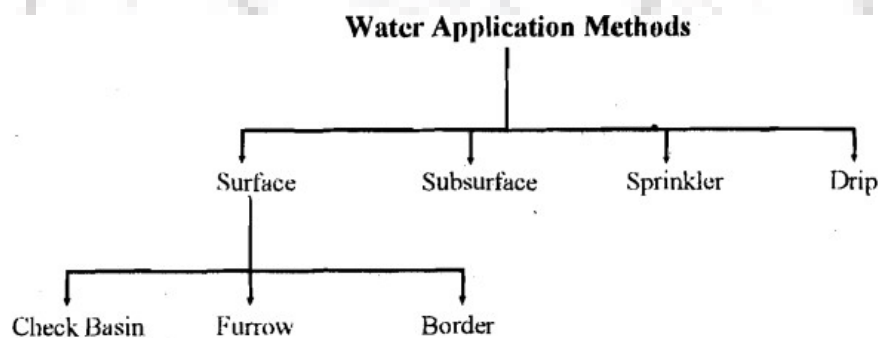 Water Application Methods
Surface Subsurface Sprinkler Drip
Check Basin Furrow Border